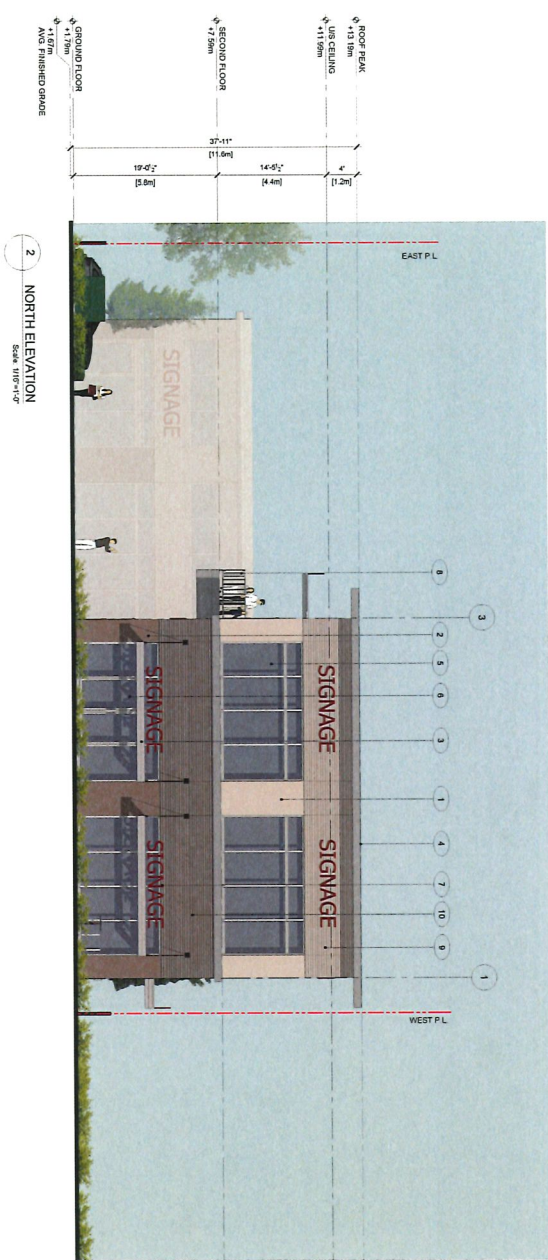 ROOF PEAK
+13.19m
U/S CEILING
+11.99m
SECOND FLOOR
+7.59m
GROUND FLOOR
+1.79m
+1.67m
AVG. FINISHED GRADE
37'-11"
[11.6m]
4'
[1.2m]
14'-5½"
[4.4m]
19'-0½"
[5.8m]
EAST P.L
WEST P.L
8
3
2
5
6
3
1
4
7
10
9
1
SIGNAGE
SIGNAGE
SIGNAGE
SIGNAGE
SIGNAGE
2
NORTH ELEVATION
Scale: 1/16"=1'-0"